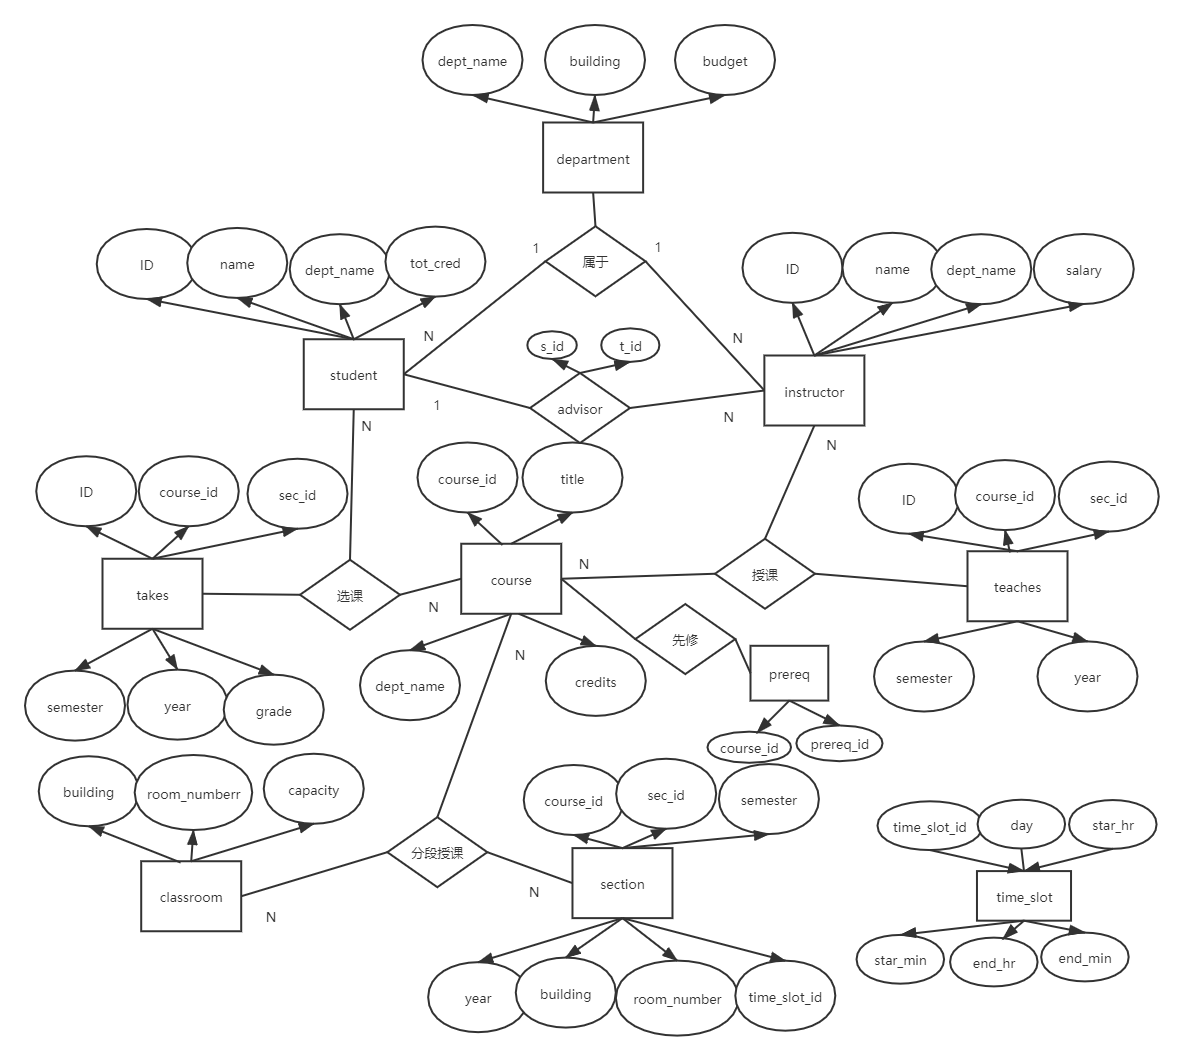 dept_name
building
budget
department
1
属于
1
ID
name
dept_name
tot_cred
ID
name
dept_name
salary
N
N
s_id
t_id
student
instructor
1
advisor
N
N
N
ID
course_id
sec_id
course_id
title
ID
course_id
sec_id
takes
选课
N
course
N
授课
teaches
先修
N
prereq
semester
year
grade
dept_name
credits
semester
year
course_id
prereq_id
building
room_numberr
capacity
course_id
sec_id
semester
time_slot_id
day
star_hr
分段授课
classroom
N
N
section
time_slot
star_min
end_hr
end_min
year
building
room_number
time_slot_id